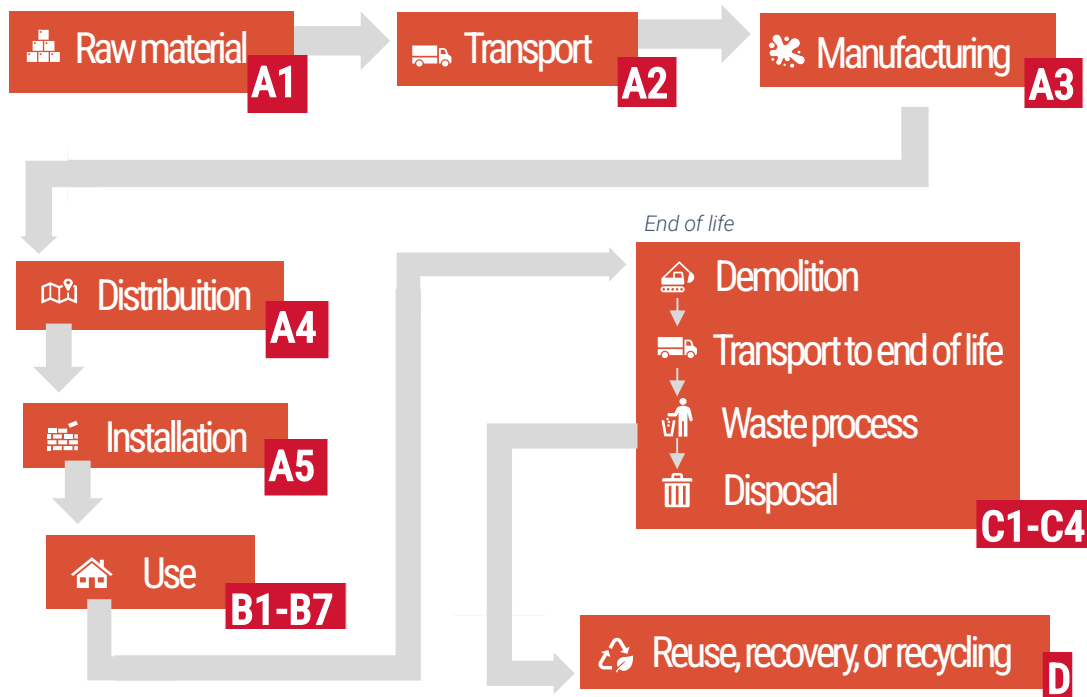 Raw material
A1
Transport
A2
Manufacturing
A3
Distribuition
A4
Installation
A5
Use
B1-B7
End of life
Demolition
Transport to end of life
Waste process
Disposal
C1-C4
Reuse, recovery, or recycling
D